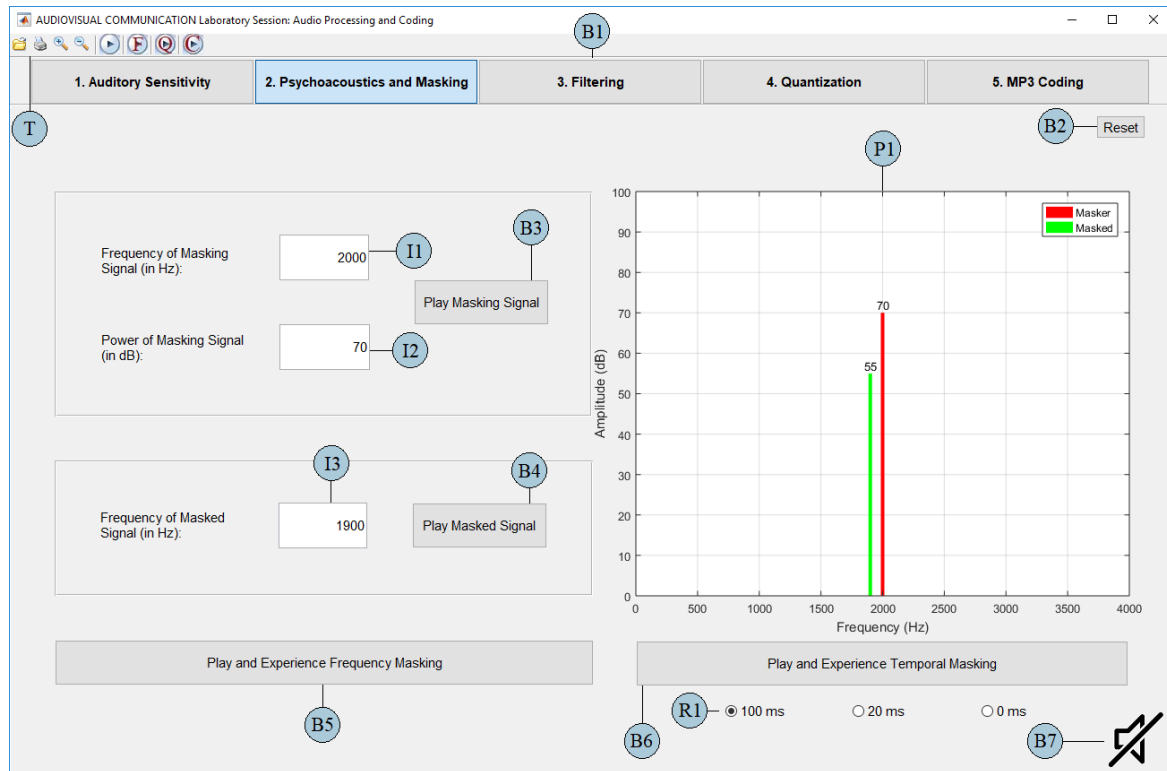 AUDIOVISUAL COMMUNICATION Laboratory Session: Audio Processing and Coding
F Q C
B1
1. Auditory Sensitivity 2. Psychoacoustics and Masking 3. Filtering 4. Quantization 5. MP3 Coding
T
B2 Reset
P1
Frequency of Masking
Signal (in Hz):
2000
I1
B3
Play Masking Signal
Power of Masking Signal
(in dB):
70
I2
I3
B4
Frequency of Masked
Signal (in Hz):
1900
Play Masked Signal
Play and Experience Frequency Masking
B5
Masker
Masked
100
90
80
70
60
50
40
30
20
10
0
Amplitude (dB)
70
55
0 500 1000 1500 2000 2500 3000 3500 4000
Frequency (Hz)
Play and Experience Temporal Masking
R1 100 ms 20 ms 0 ms
B6
B7